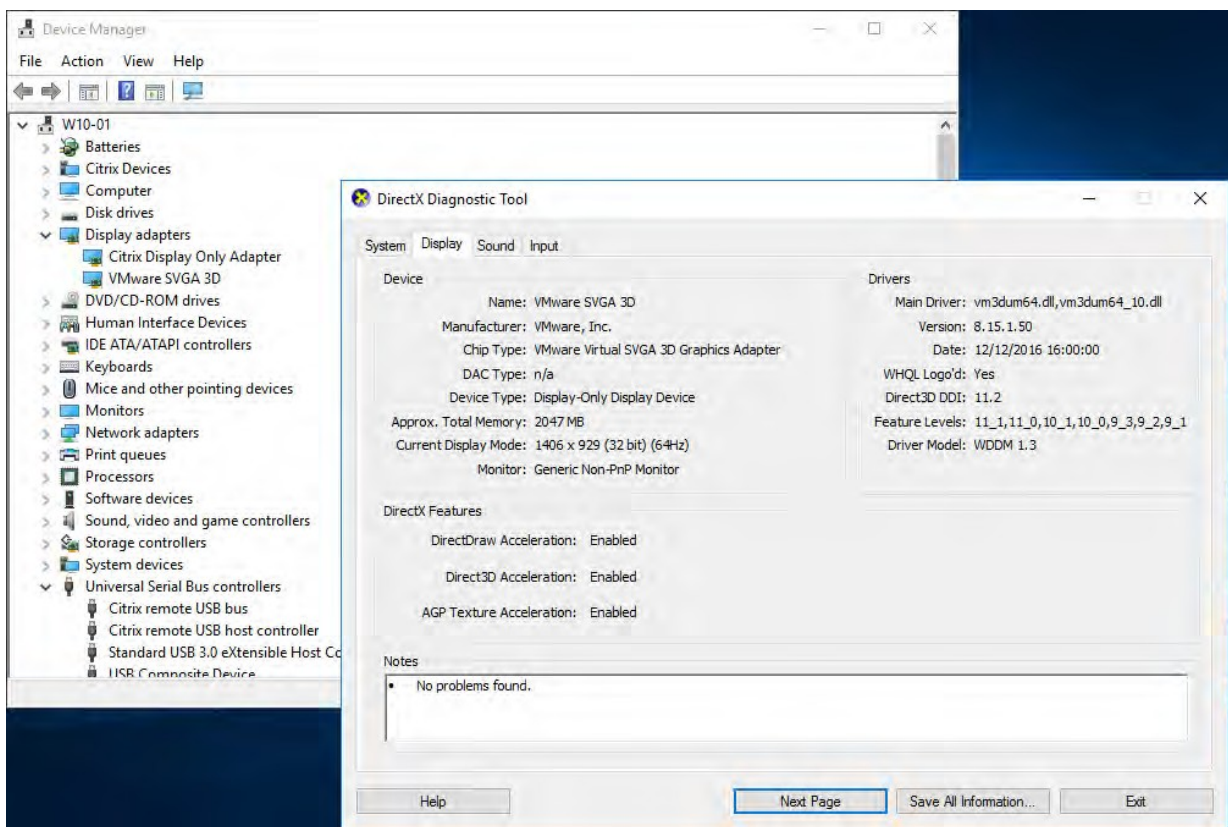 Device Manager
File Action View Help
W10-01
Batteries
Citrix Devices
Computer
Disk drives
Display adapters
Citrix Display Only Adapter
VMware SVGA 3D
DVD/CD-ROM drives
Human Interface Devices
IDE ATA/ATAPI controllers
Keyboards
Mice and other pointing devices
Monitors
Network adapters
Print queues
Processors
Software devices
Sound, video and game controllers
Storage controllers
System devices
Universal Serial Bus controllers
Citrix remote USB bus
Citrix remote USB host controller
Standard USB 3.0 eXtensible Host Co
USB Composite Device
DirectX Diagnostic Tool
System Display Sound Input
Device
Name: VMware SVGA 3D
Manufacturer: VMware, Inc.
Chip Type: VMware Virtual SVGA 3D Graphics Adapter
DAC Type: n/a
Device Type: Display-Only Display Device
Approx. Total Memory: 2047 MB
Current Display Mode: 1406 x 929 (32 bit) (64Hz)
Monitor: Generic Non-PnP Monitor
Drivers
Main Driver: vm3dum64.dll,vm3dum64_10.dll
Version: 8.15.1.50
Date: 12/12/2016 16:00:00
WHQL Logo'd: Yes
Direct3D DDI: 11.2
Feature Levels: 11_1,11_0,10_1,10_0,9_3,9_2,9_1
Driver Model: WDDM 1.3
DirectX Features
DirectDraw Acceleration: Enabled
Direct3D Acceleration: Enabled
AGP Texture Acceleration: Enabled
Notes
• No problems found.
Help
Next Page
Save All Information...
Exit